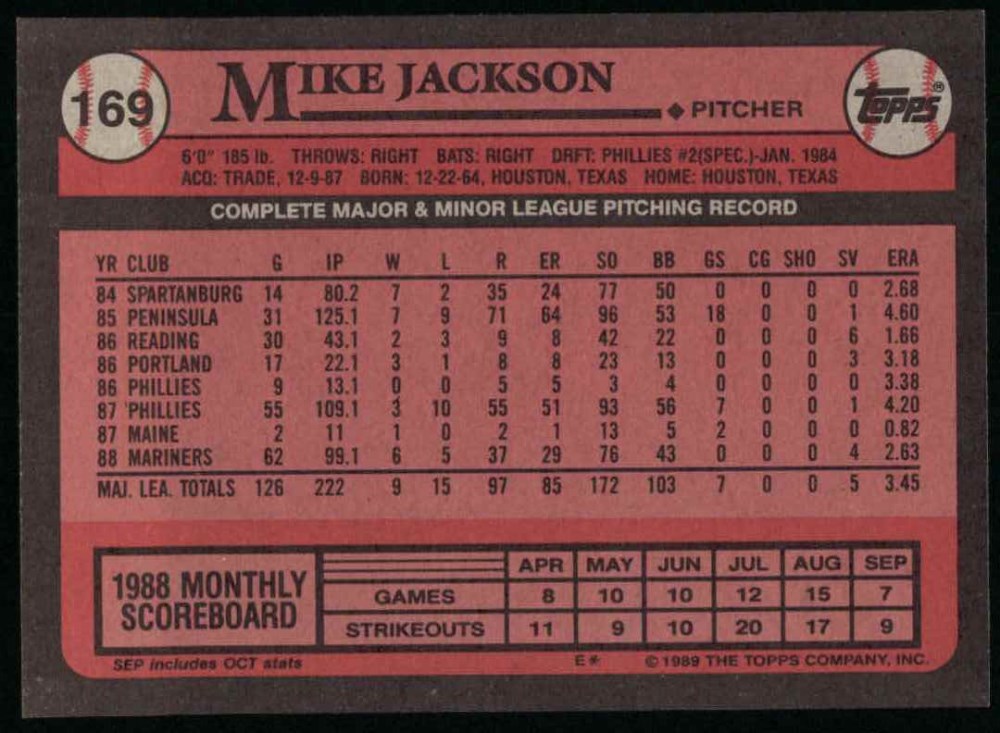 169
MIKE JACKSON
◆ PITCHER
Topps®
6'0" 185 lb. THROWS: RIGHT BATS: RIGHT DRFT: PHILLIES #2(SPEC.)-JAN. 1984
ACQ: TRADE, 12-9-87 BORN: 12-22-64, HOUSTON, TEXAS HOME: HOUSTON, TEXAS
COMPLETE MAJOR & MINOR LEAGUE PITCHING RECORD
YR CLUB G IP W L R ER SO BB GS CG SHO SV ERA
84 SPARTANBURG 14 80.2 7 2 35 24 77 50 0 0 0 0 2.68
85 PENINSULA 31 125.1 7 9 71 64 96 53 18 0 0 1 4.60
86 READING 30 43.1 2 3 9 8 42 22 0 0 0 6 1.66
86 PORTLAND 17 22.1 3 1 8 8 23 13 0 0 0 3 3.18
86 PHILLIES 9 13.1 0 0 5 5 3 4 0 0 0 0 3.38
87 PHILLIES 55 109.1 3 10 55 51 93 56 7 0 0 1 4.20
87 MAINE 2 11 1 0 2 1 13 5 2 0 0 0 0.82
88 MARINERS 62 99.1 6 5 37 29 76 43 0 0 0 4 2.63
MAJ. LEA. TOTALS 126 222 9 15 97 85 172 103 7 0 0 5 3.45
1988 MONTHLY
SCOREBOARD
APR MAY JUN JUL AUG SEP
GAMES 8 10 10 12 15 7
STRIKEOUTS 11 9 10 20 17 9
SEP includes OCT stats
E* © 1989 THE TOPPS COMPANY, INC.